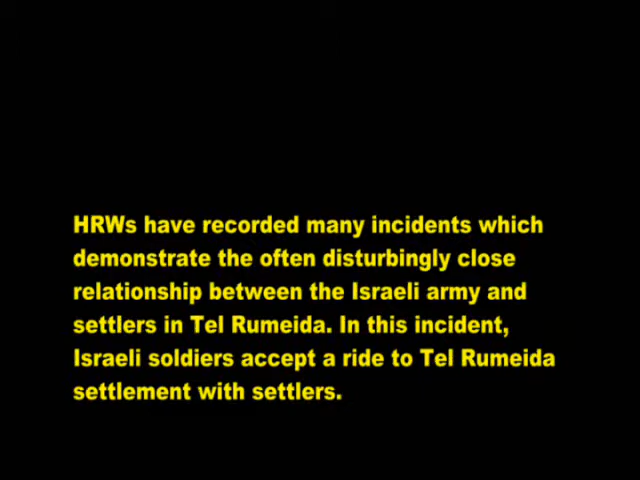 HRWs have recorded many incidents which
demonstrate the often disturbingly close
relationship between the Israeli army and
settlers in Tel Rumeida. In this incident,
Israeli soldiers accept a ride to Tel Rumeida
settlement with settlers.